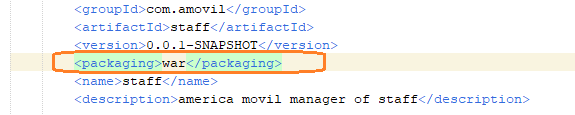 <groupId>com.amovil</groupId>
<artifactId>staff</artifactId>
<version>0.0.1-SNAPSHOT</version>
<packaging>war</packaging>
<name>staff</name>
<description>america movil manager of staff</description>